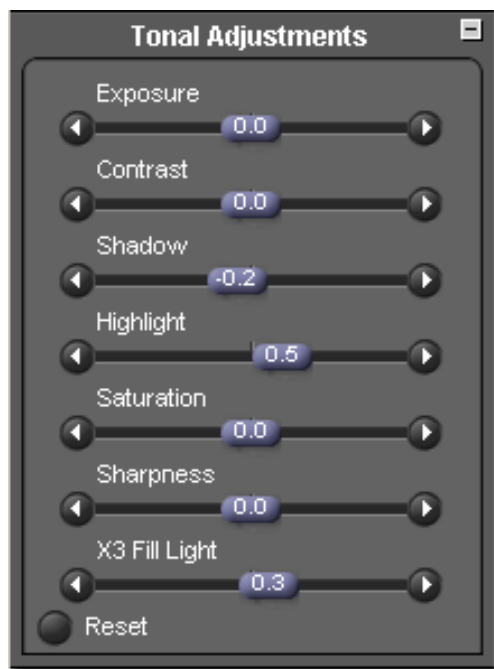 Tonal Adjustments
Exposure
0.0
Contrast
0.0
Shadow
-0.2
Highlight
0.5
Saturation
0.0
Sharpness
0.0
X3 Fill Light
0.3
Reset